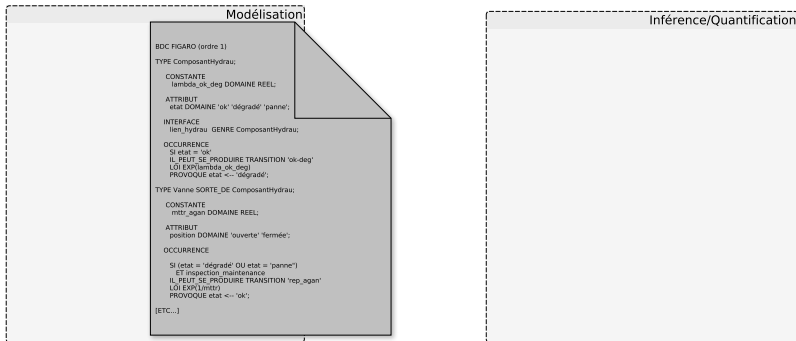 Modélisation
Inférence/Quantification
BDC FIGARO (ordre 1)
TYPE ComposantHydrau;
CONSTANTE
lambda_ok_deg DOMAINE REEL;
ATTRIBUT
etat DOMAINE 'ok' 'dégradé' 'panne';
INTERFACE
lien_hydrau GENRE ComposantHydrau;
OCCURRENCE
SI etat = 'ok'
IL_PEUT_SE_PRODUIRE TRANSITION 'ok-deg'
LOI EXP(lambda_ok_deg)
PROVOQUE etat <-- 'dégradé';
TYPE Vanne SORTE_DE ComposantHydrau;
CONSTANTE
mttr_agan DOMAINE REEL;
ATTRIBUT
position DOMAINE 'ouverte' 'fermée';
OCCURRENCE
SI (etat = 'dégradé' OU etat = 'panne")
ET inspection_maintenance
IL_PEUT_SE_PRODUIRE TRANSITION 'rep_agan'
LOI EXP(1/mttr)
PROVOQUE etat <-- 'ok';
[ETC...]